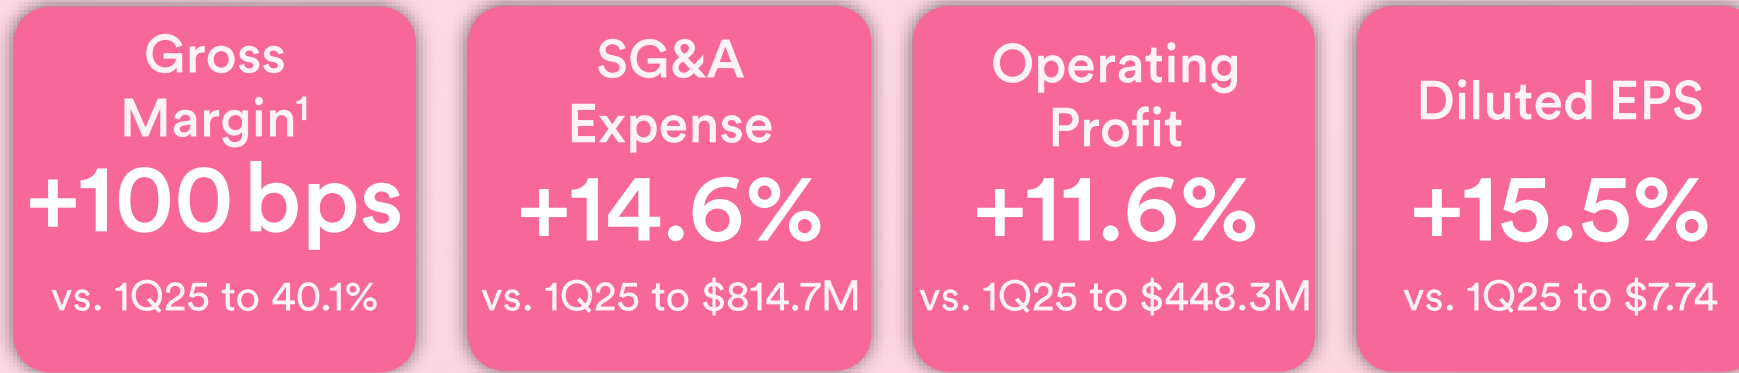 Gross
Margin¹
+100 bps
vs. 1Q25 to 40.1%
SG&A
Expense
+14.6%
vs. 1Q25 to $814.7M
Operating
Profit
+11.6%
vs. 1Q25 to $448.3M
Diluted EPS
+15.5%
vs. 1Q25 to $7.74